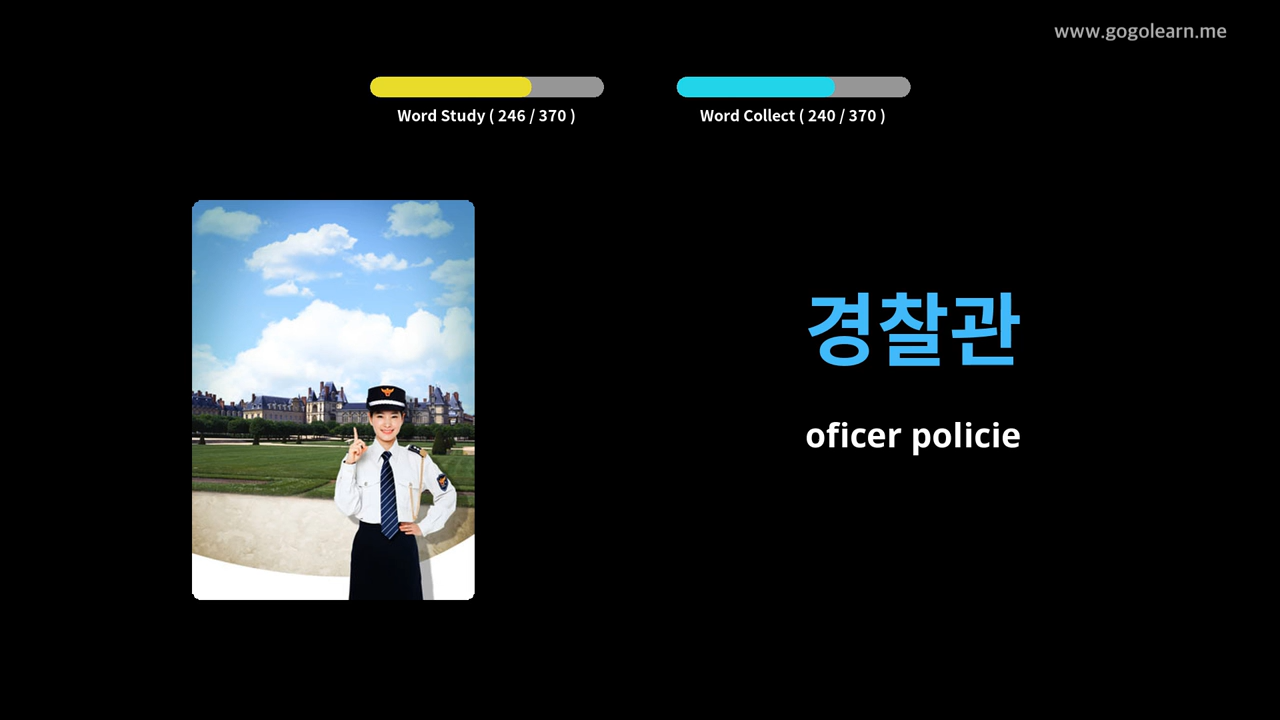 www.gogolearn.me
Word Study ( 246 / 370 )
Word Collect ( 240 / 370 )
경찰관
oficer policie